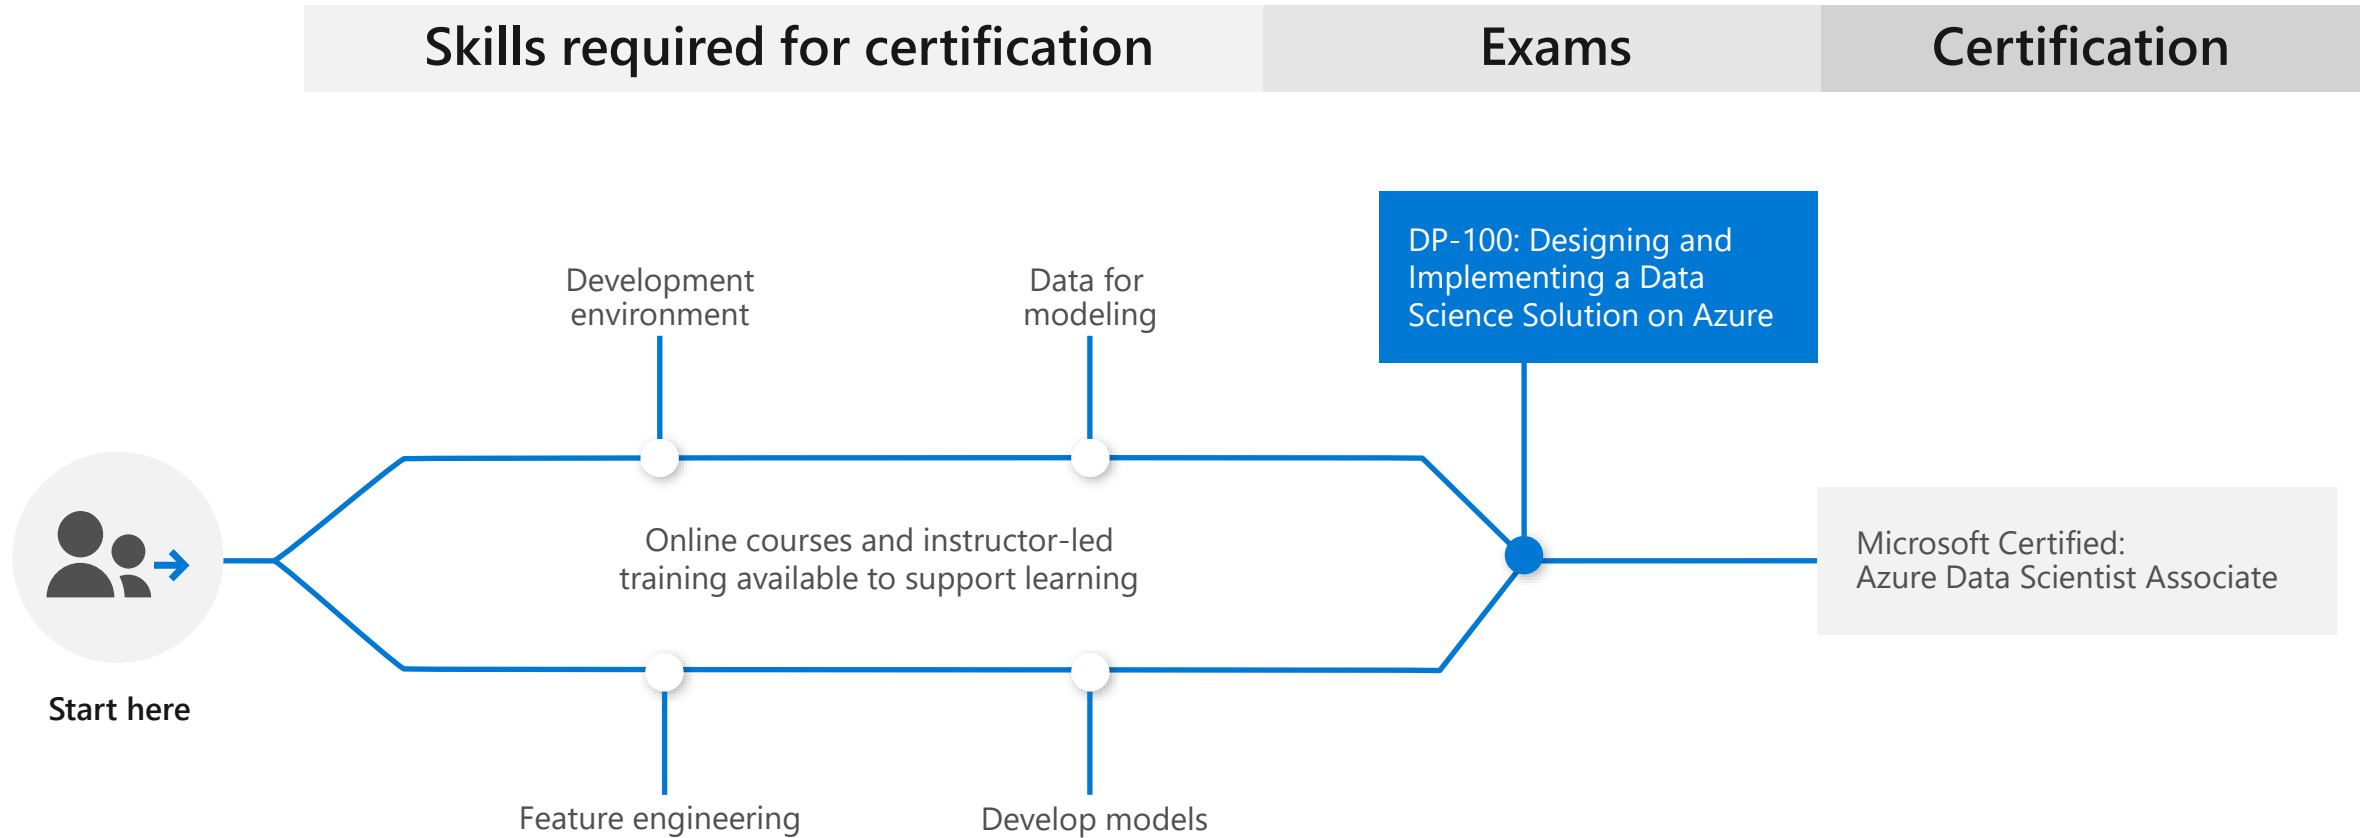 Skills required for certification
Exams
Certification
DP-100: Designing and
Implementing a Data
Science Solution on Azure
Development
environment
Data for
modeling
Online courses and instructor-led
training available to support learning
Microsoft Certified:
Azure Data Scientist Associate
Start here
Feature engineering
Develop models